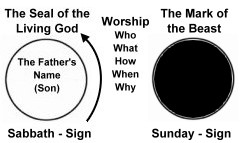 The Seal of the
Living God
The Father's
Name
(Son)
Sabbath - Sign
Worship
Who
What
How
When
Why
The Mark of
the Beast
Sunday - Sign